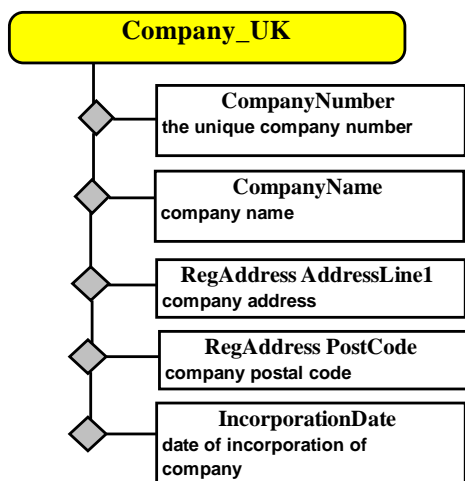 Company_UK
CompanyNumber
the unique company number
CompanyName
company name
RegAddress AddressLine1
company address
RegAddress PostCode
company postal code
IncorporationDate
date of incorporation of
company